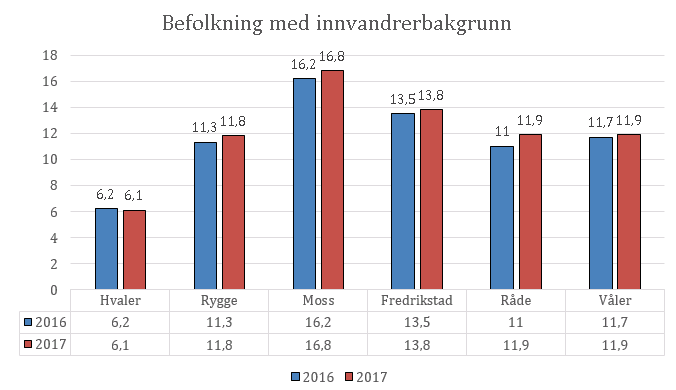 Befolkning med innvandrerbakgrunn
18
16
14
12
10
8
6
4
2
0
6,2 6,1 11,3 11,8 16,2 16,8 13,5 13,8 11 11,9 11,7 11,9
Hvaler Rygge Moss Fredrikstad Råde Våler
2016 6,2 11,3 16,2 13,5 11 11,7
2017 6,1 11,8 16,8 13,8 11,9 11,9
2016 2017